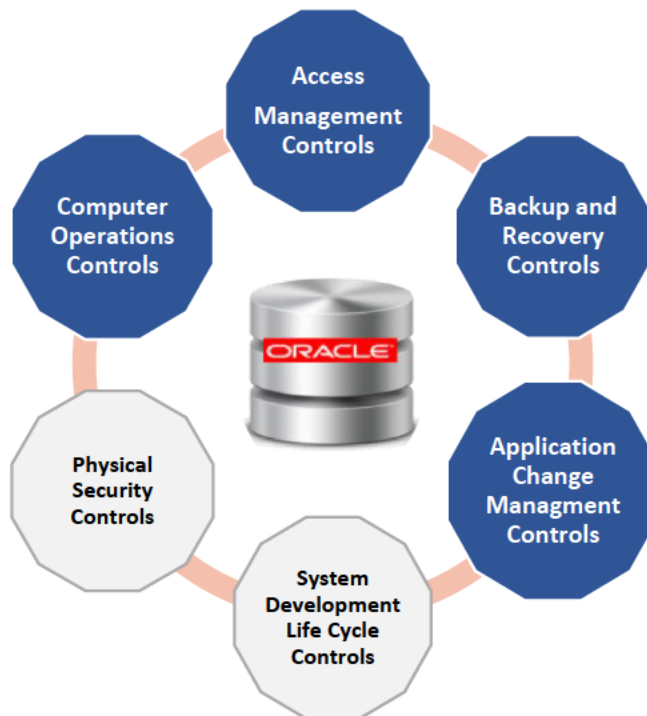 Access
Management
Controls
Computer
Operations
Controls
Backup and
Recovery
Controls
ORACLE
Physical
Security
Controls
Application
Change
Managment
Controls
System
Development
Life Cycle
Controls